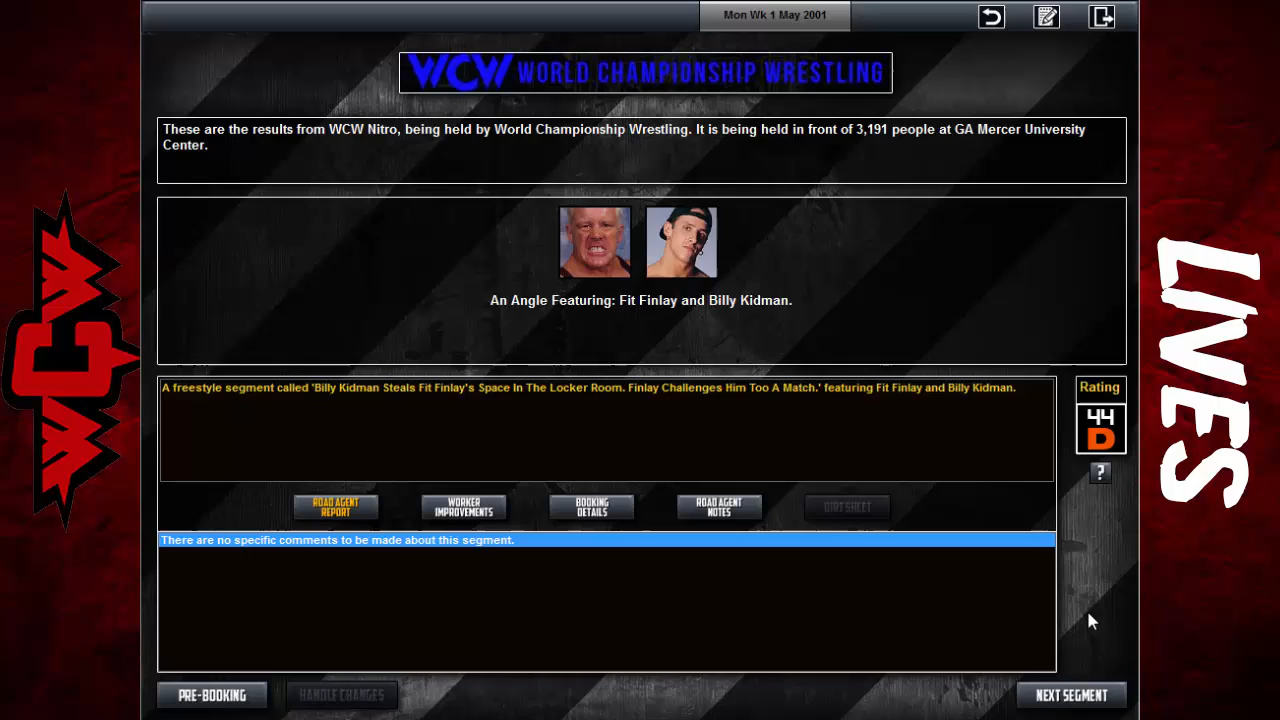 Mon Wk 1 May 2001
WCW WORLD CHAMPIONSHIP WRESTLING
These are the results from WCW Nitro, being held by World Championship Wrestling. It is being held in front of 3,191 people at GA Mercer University
Center.
An Angle Featuring: Fit Finlay and Billy Kidman.
A freestyle segment called 'Billy Kidman Steals Fit Finlay's Space In The Locker Room. Finlay Challenges Him Too A Match.' featuring Fit Finlay and Billy Kidman.
Rating
44
D
?
ROAD AGENT
REPORT
WORKER
IMPROVEMENTS
BOOKING
DETAILS
ROAD AGENT
NOTES
DIRT SHEET
There are no specific comments to be made about this segment.
PRE-BOOKING
HANDLE CHANGES
NEXT SEGMENT
WCW
LIVES